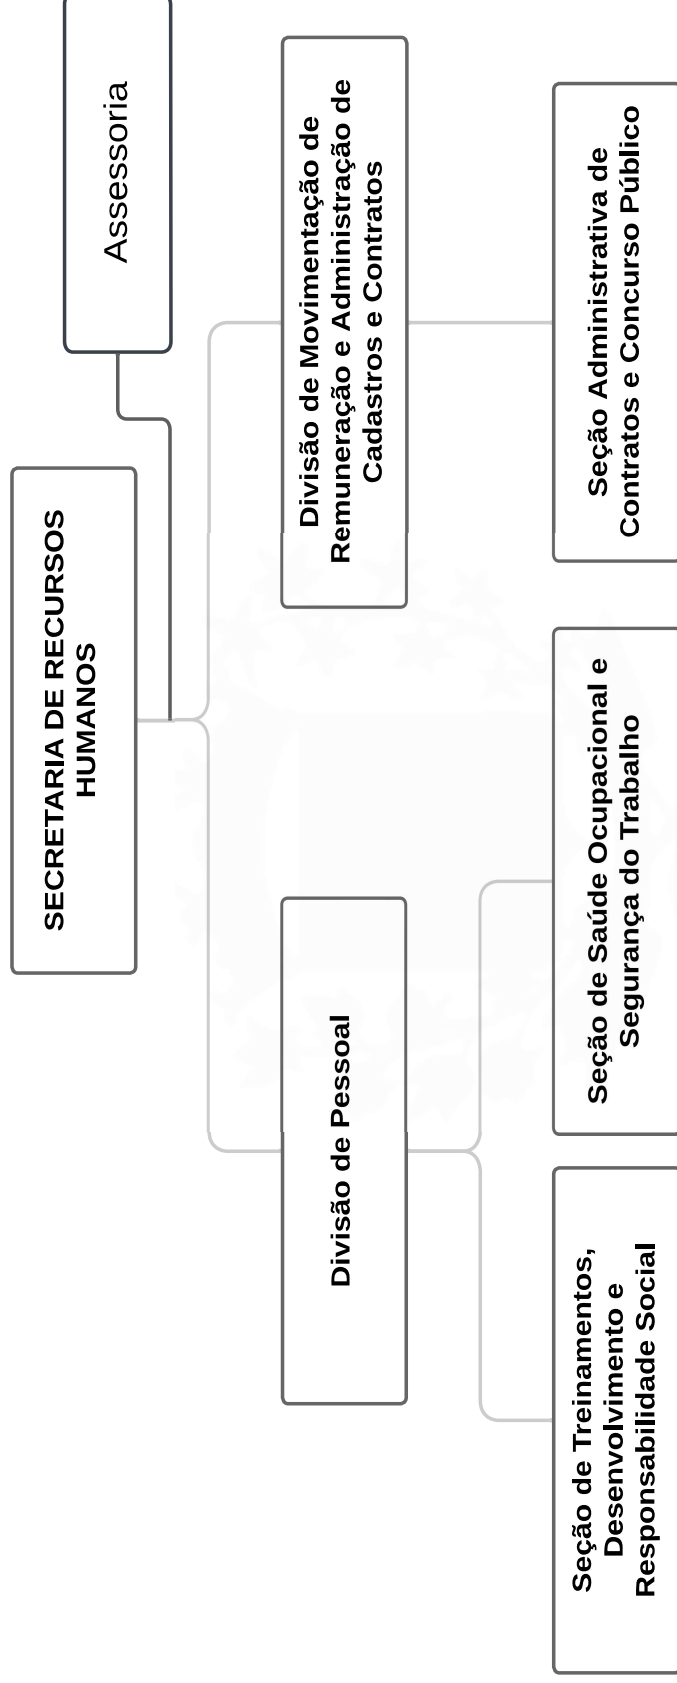 SECRETARIA DE RECURSOS
HUMANOS
Assessoria
Divisão de Pessoal
Divisão de Movimentação de
Remuneração e Administração de
Cadastros e Contratos
Seção de Treinamentos,
Desenvolvimento e
Responsabilidade Social
Seção de Saúde Ocupacional e
Segurança do Trabalho
Seção Administrativa de
Contratos e Concurso Público